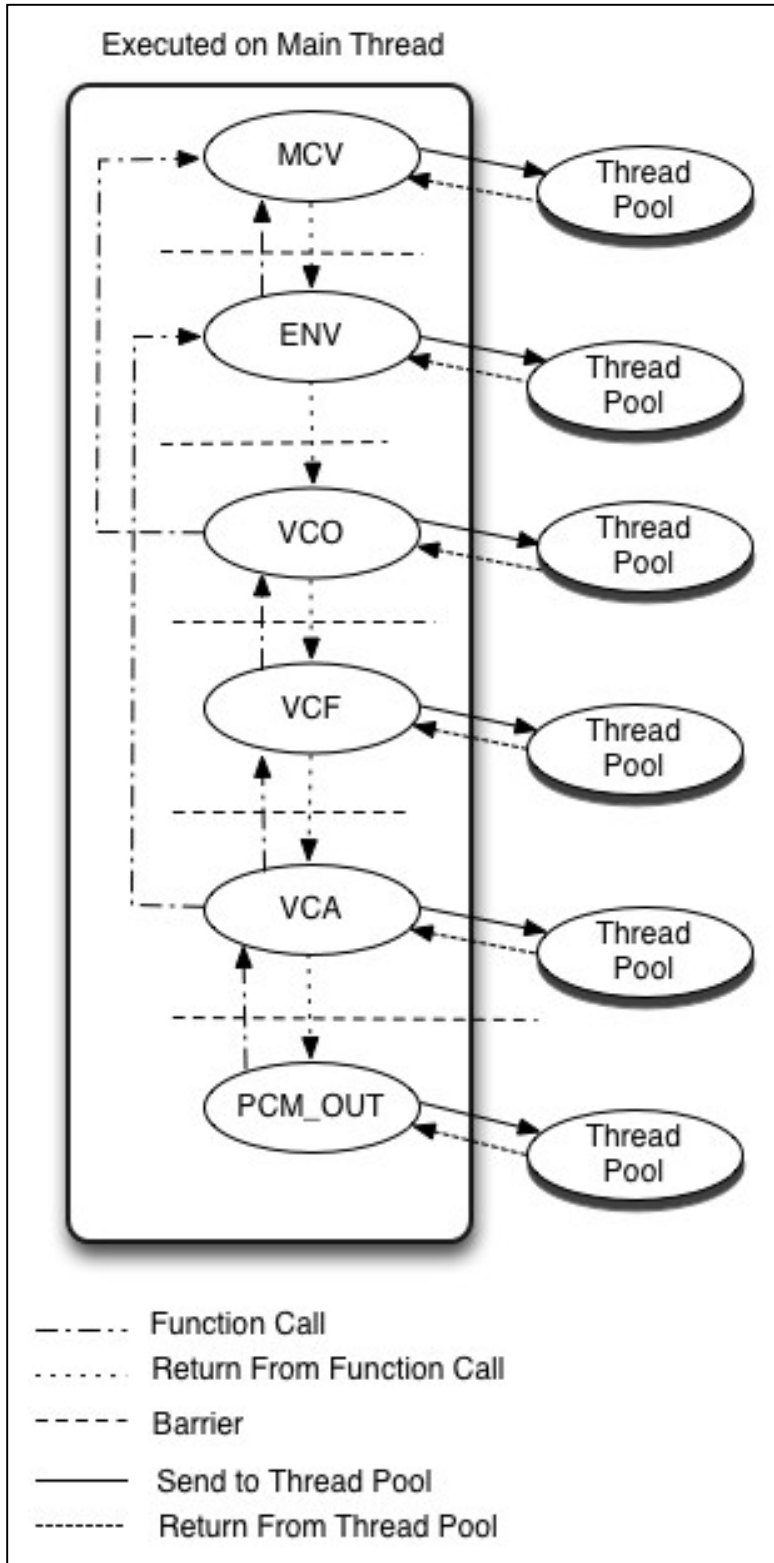 Executed on Main Thread
MCV
Thread
Pool
ENV
Thread
Pool
VCO
Thread
Pool
VCF
Thread
Pool
VCA
Thread
Pool
PCM_OUT
Thread
Pool
Function Call
Return From Function Call
Barrier
Send to Thread Pool
Return From Thread Pool